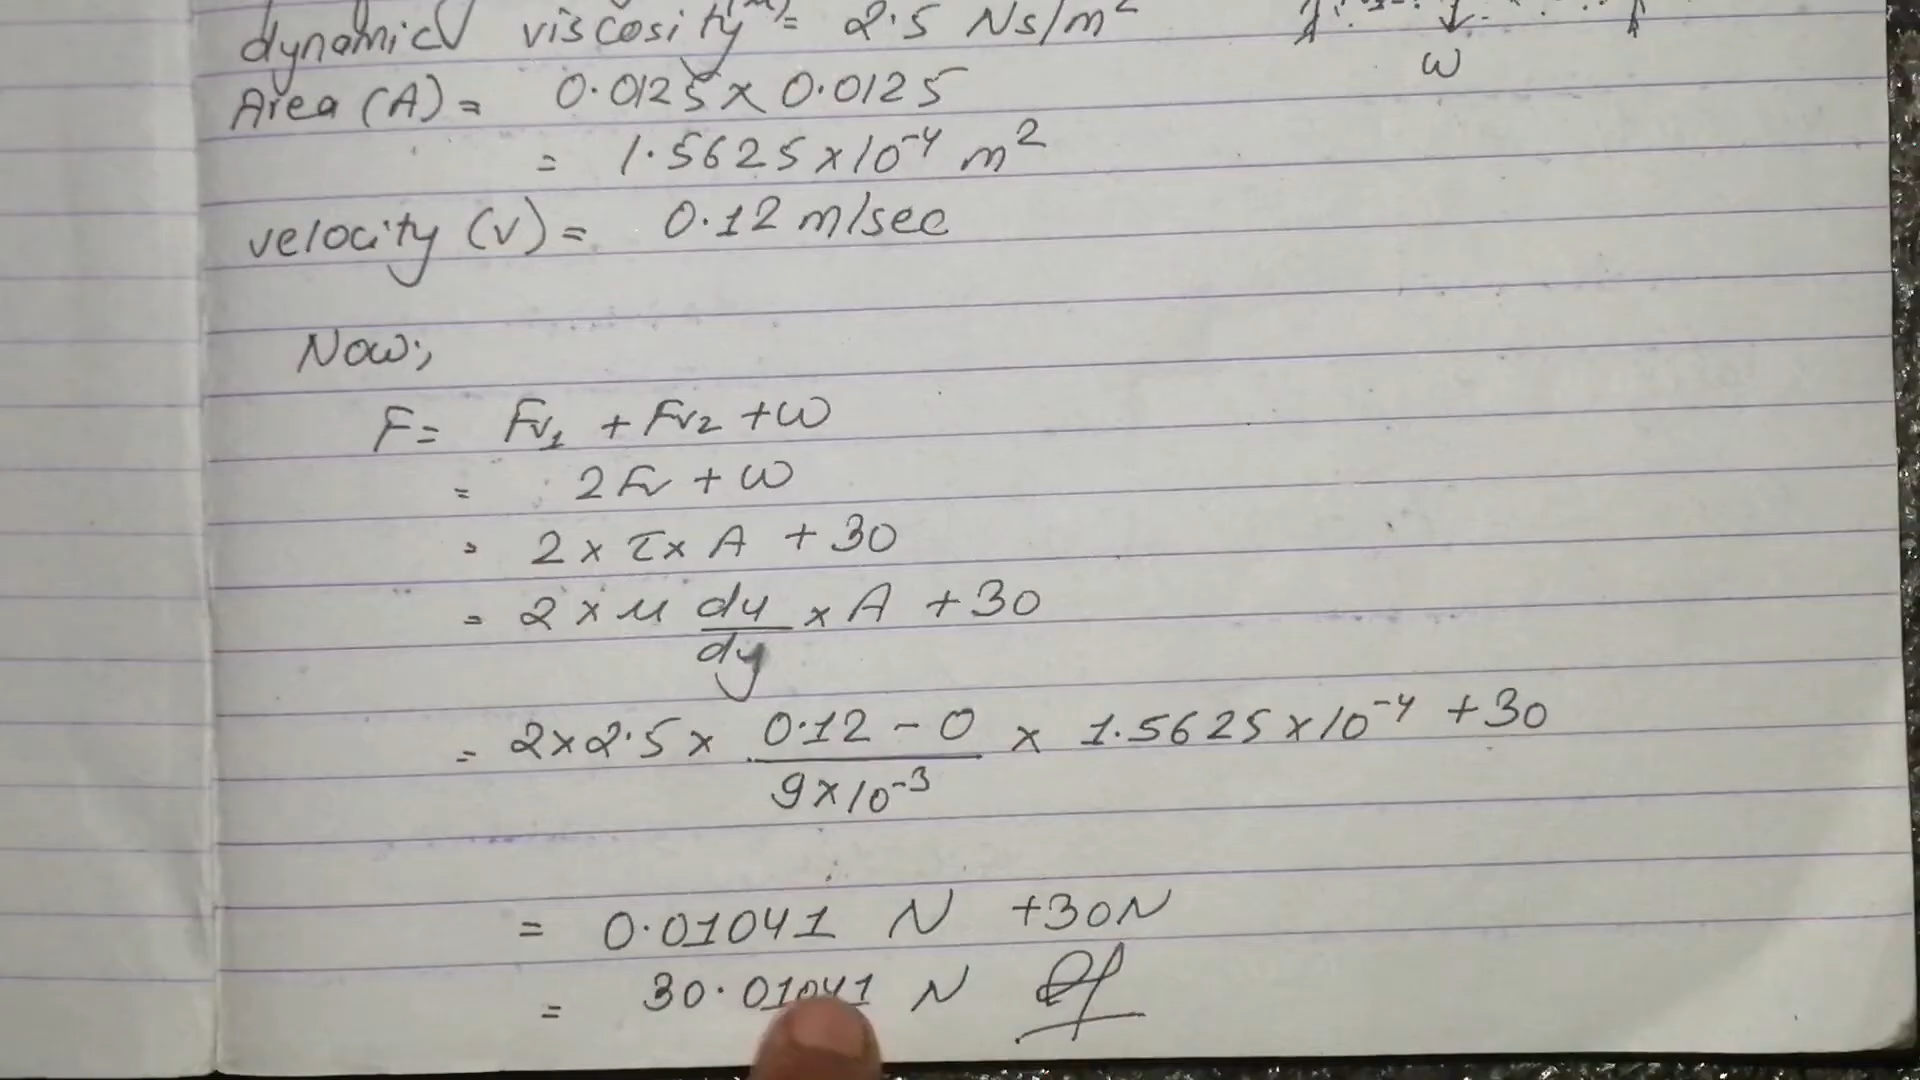 dynamic viscosity (μ) = 2.5 Ns/m²
W
Area (A) = 0.0125 x 0.0125
= 1.5625 x 10⁻⁴ m²
velocity (V) = 0.12 m/sec
Now;
F = Fv₁ + Fv₂ + W
= 2Fv + W
= 2 x τ x A + 30
= 2 x μ du/dy x A + 30
= 2 x 2.5 x (0.12 - 0)/(9 x 10⁻³) x 1.5625 x 10⁻⁴ + 30
= 0.01041 N + 30N
= 30.01041 N